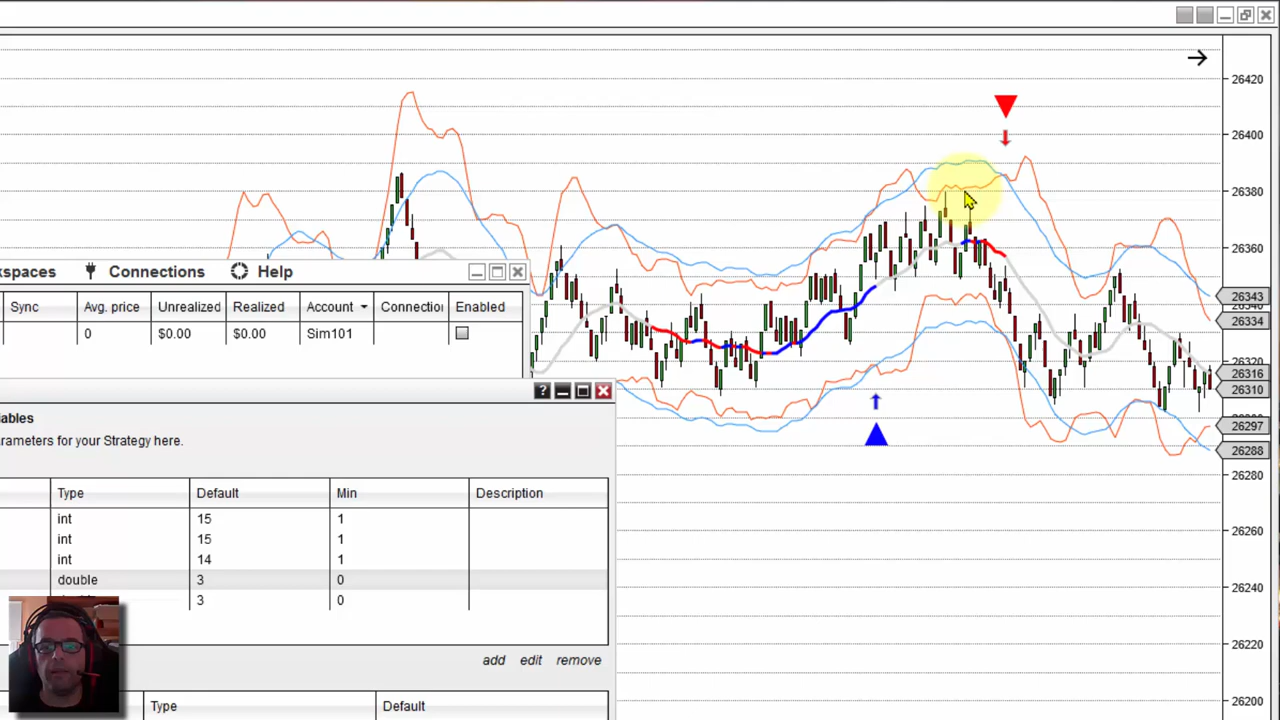 26420
26400
26380
26360
26343
26334
26320
26316
26310
26297
26288
26280
26260
26240
26220
26200
spaces Connections Help
Sync Avg. price Unrealized Realized Account Connectio Enabled
0 $0.00 $0.00 Sim101
? 
ables
arameters for your Strategy here.
Type Default Min Description
int 15 1
int 15 1
int 14 1
double 3 0
3 0
add edit remove
Type Default